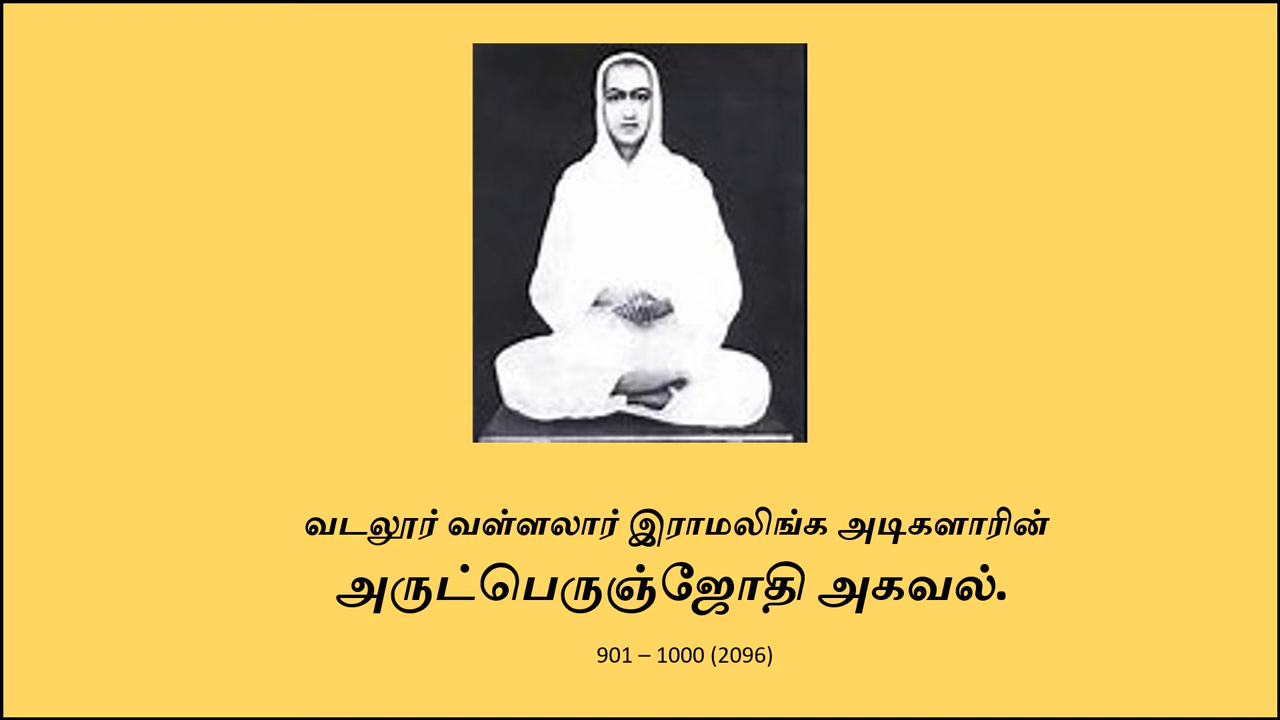 வடலூர் வள்ளலார் இராமலிங்க அடிகளாரின்
அருட்பெருஞ்ஜோதி அகவல்.
901 – 1000 (2096)